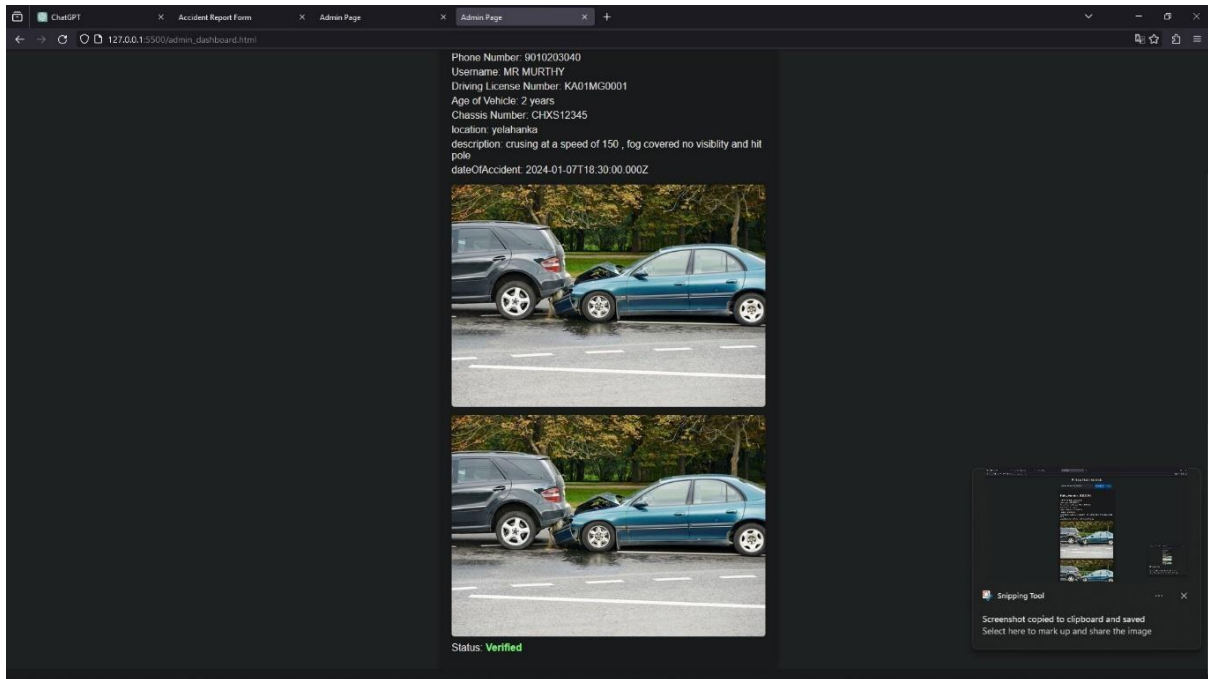 ChatGPT
Accident Report Form
Admin Page
Admin Page
127.0.0.1:5500/admin_dashboard.html
Phone Number: 9010203040
Username: MR MURTHY
Driving License Number: KA01MG0001
Age of Vehicle: 2 years
Chassis Number: CHXS12345
location: yelahanka
description: crusing at a speed of 150 , fog covered no visiblity and hit
pole
dateOfAccident: 2024-01-07T18:30:00.000Z
Status: Verified
Snipping Tool
Screenshot copied to clipboard and saved
Select here to mark up and share the image